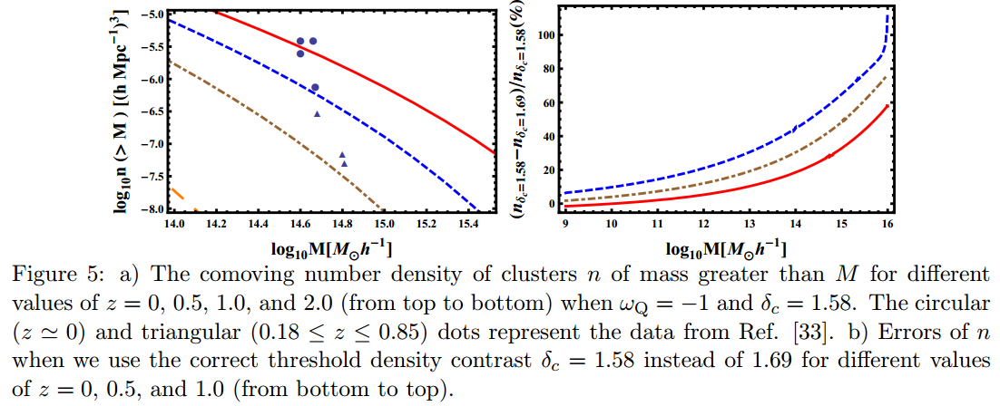 log₁₀n (> M ) [(h Mpc⁻¹)³]
-5.0
-5.5
-6.0
-6.5
-7.0
-7.5
-8.0
14.0 14.2 14.4 14.6 14.8 15.0 15.2 15.4
log₁₀M[M⊙h⁻¹]
(nδc=1.58−nδc=1.69)/nδc=1.58(%)
100
80
60
40
20
0
9 10 11 12 13 14 15 16
log₁₀M[M⊙h⁻¹]
Figure 5: a) The comoving number density of clusters n of mass greater than M for different
values of z = 0, 0.5, 1.0, and 2.0 (from top to bottom) when ωQ = −1 and δc = 1.58. The circular
(z ≃ 0) and triangular (0.18 ≤ z ≤ 0.85) dots represent the data from Ref. [33]. b) Errors of n
when we use the correct threshold density contrast δc = 1.58 instead of 1.69 for different values
of z = 0, 0.5, and 1.0 (from bottom to top).